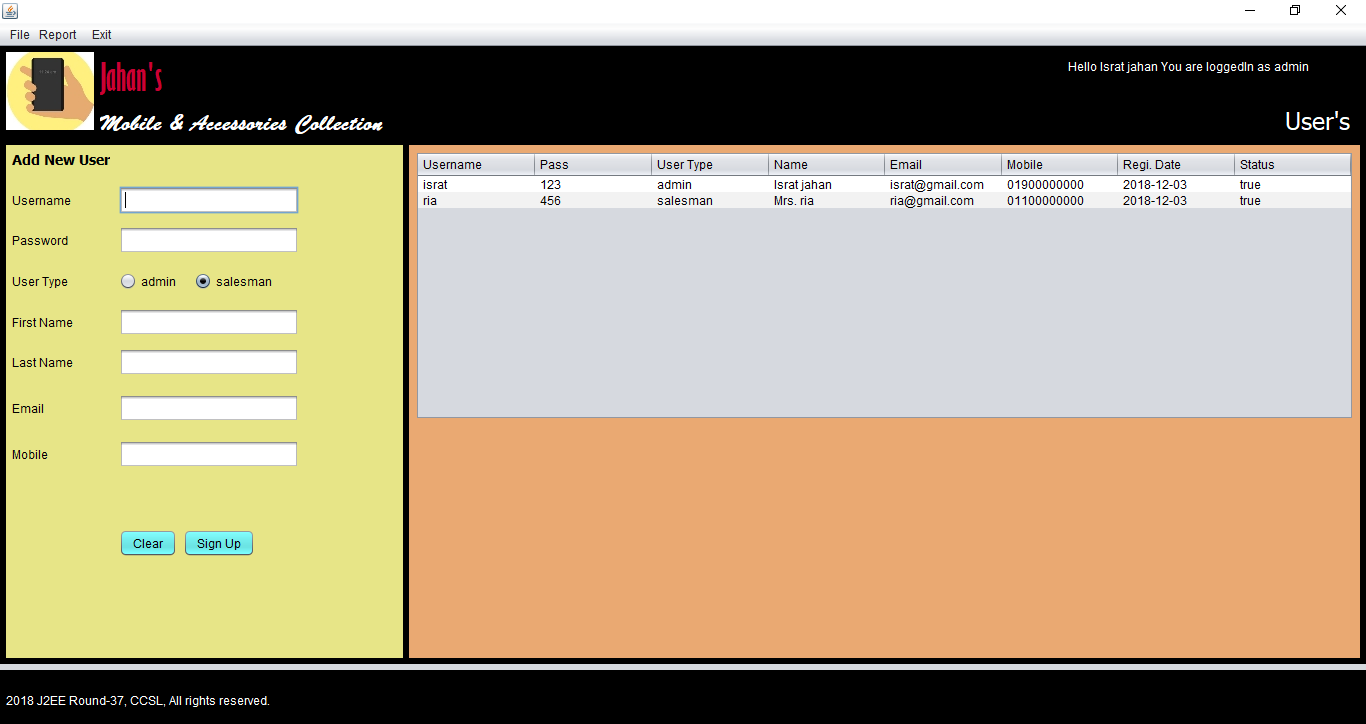 File Report Exit
Jahan's
Mobile & Accessories Collection
Hello Israt jahan You are loggedIn as admin
User's
Add New User
Username
Password
User Type admin salesman
First Name
Last Name
Email
Mobile
Clear Sign Up
Username Pass User Type Name Email Mobile Regi. Date Status
israt 123 admin Israt jahan israt@gmail.com 01900000000 2018-12-03 true
ria 456 salesman Mrs. ria ria@gmail.com 01100000000 2018-12-03 true
2018 J2EE Round-37, CCSL, All rights reserved.